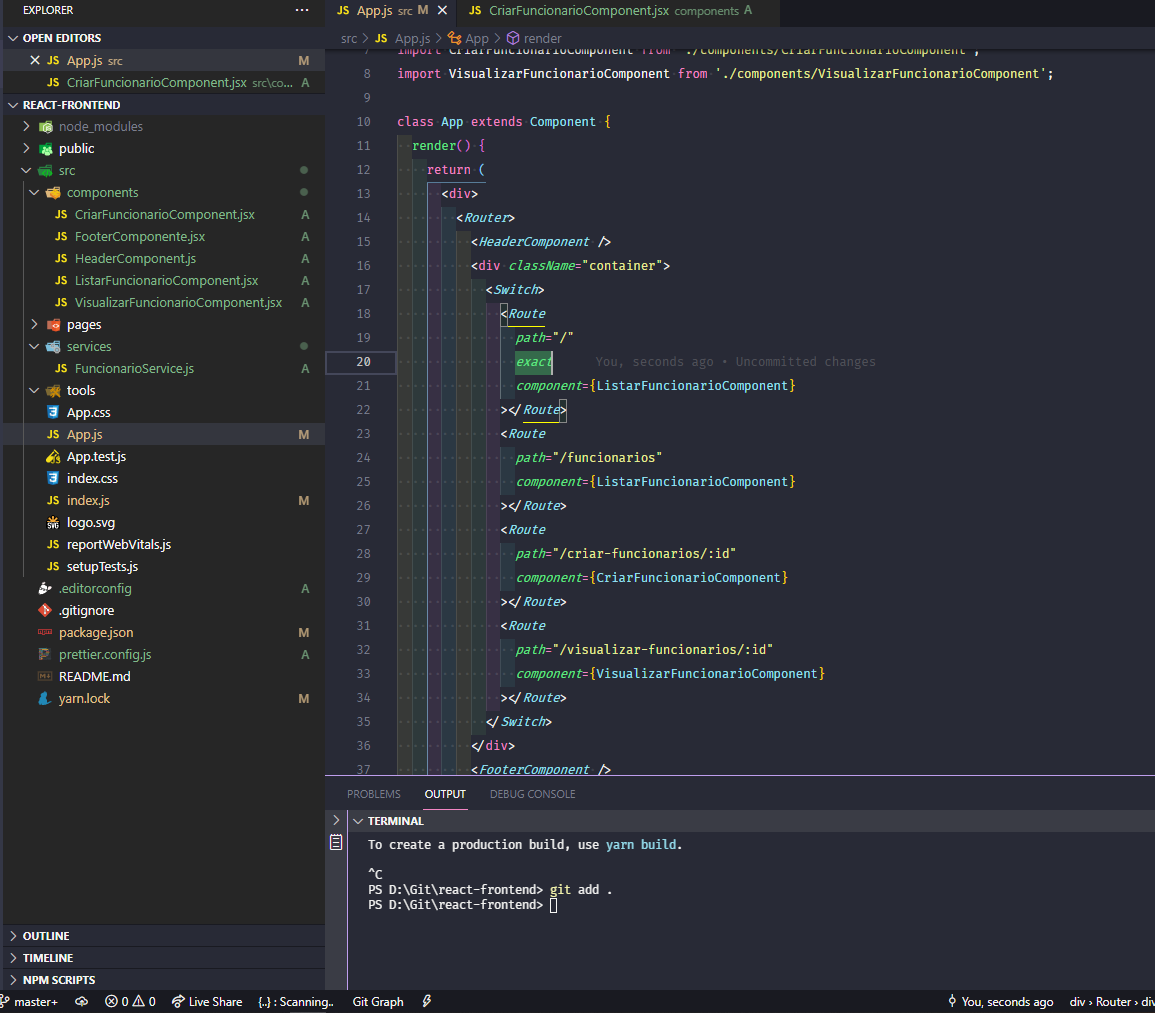 EXPLORER
···
OPEN EDITORS
JS App.js src M
JS CriarFuncionarioComponent.jsx src\co... A
REACT-FRONTEND
node_modules
public
src
components
JS CriarFuncionarioComponent.jsx A
JS FooterComponente.jsx A
JS HeaderComponent.js A
JS ListarFuncionarioComponent.jsx A
JS VisualizarFuncionarioComponent.jsx A
pages
services
JS FuncionarioService.js A
tools
App.css
JS App.js M
App.test.js
index.css
JS index.js M
logo.svg
JS reportWebVitals.js
JS setupTests.js
.editorconfig A
.gitignore
package.json M
prettier.config.js A
README.md
yarn.lock M
OUTLINE
TIMELINE
NPM SCRIPTS
JS App.js src M
JS CriarFuncionarioComponent.jsx components A
src > JS App.js > App > render
7 import CriarFuncionarioComponent from './components/CriarFuncionarioComponent';
8 import VisualizarFuncionarioComponent from './components/VisualizarFuncionarioComponent';
9
10 class App extends Component {
11 render() {
12 return (
13 <div>
14 <Router>
15 <HeaderComponent />
16 <div className="container">
17 <Switch>
18 <Route
19 path="/"
20 exact You, seconds ago • Uncommitted changes
21 component={ListarFuncionarioComponent}
22 ></Route>
23 <Route
24 path="/funcionarios"
25 component={ListarFuncionarioComponent}
26 ></Route>
27 <Route
28 path="/criar-funcionarios/:id"
29 component={CriarFuncionarioComponent}
30 ></Route>
31 <Route
32 path="/visualizar-funcionarios/:id"
33 component={VisualizarFuncionarioComponent}
34 ></Route>
35 </Switch>
36 </div>
37 <FooterComponent />
PROBLEMS OUTPUT DEBUG CONSOLE
TERMINAL
To create a production build, use yarn build.
^C
PS D:\Git\react-frontend> git add .
PS D:\Git\react-frontend>
master+ 0 0 Live Share {..} : Scanning.. Git Graph You, seconds ago div › Router › div